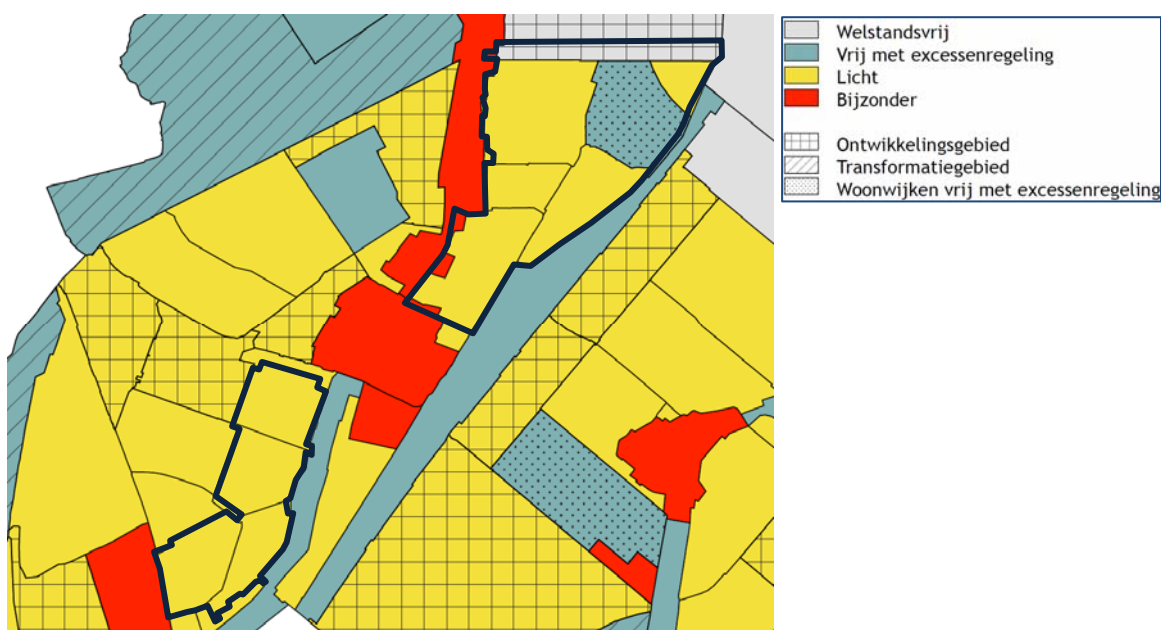 Welstandsvrij
Vrij met excessenregeling
Licht
Bijzonder
Ontwikkelingsgebied
Transformatiegebied
Woonwijken vrij met excessenregeling